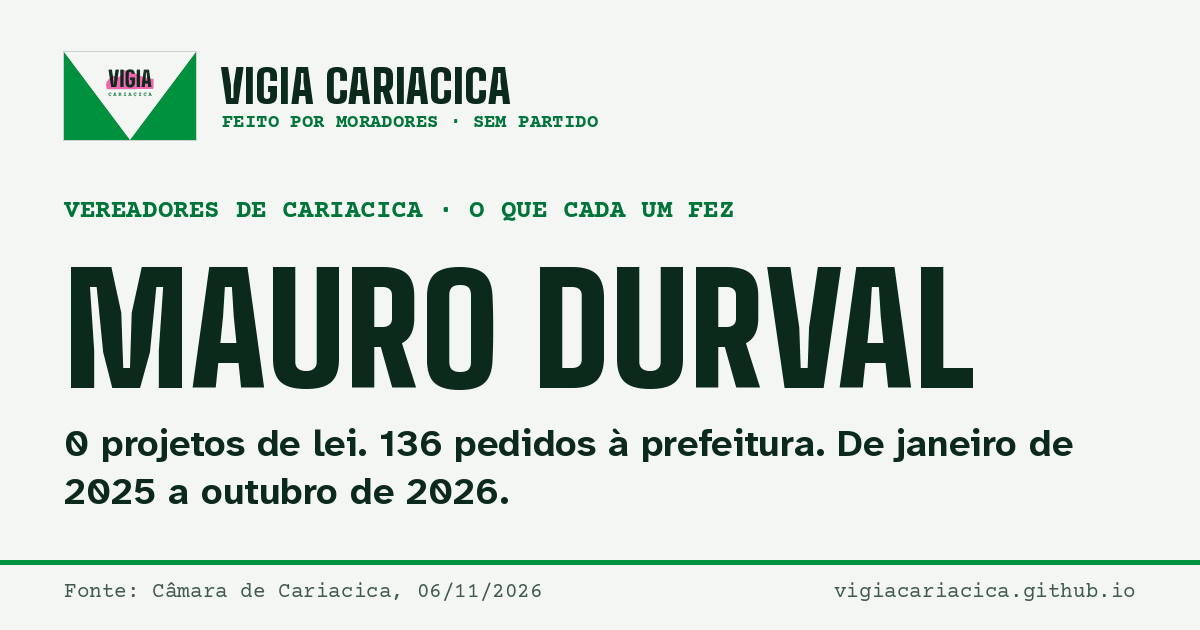 VIGIA
CARIACICA
VIGIA CARIACICA
FEITO POR MORADORES · SEM PARTIDO
VEREADORES DE CARIACICA · O QUE CADA UM FEZ
MAURO DURVAL
0 projetos de lei. 136 pedidos à prefeitura. De janeiro de
2025 a outubro de 2026.
Fonte: Câmara de Cariacica, 06/11/2026
vigiacariacica.github.io